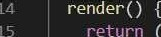 14 render() {
15 return (